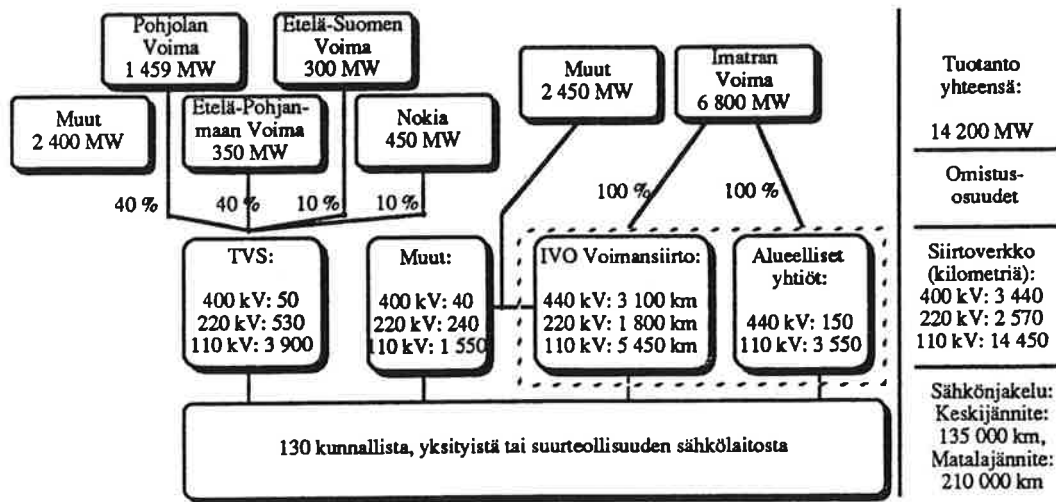 Pohjolan
Voima
1 459 MW
Etelä-Suomen
Voima
300 MW
Muut
2 400 MW
Etelä-Pohjan-
maan Voima
350 MW
Nokia
450 MW
Muut
2 450 MW
Imatran
Voima
6 800 MW
40 %
40 %
10 %
10 %
100 %
100 %
TVS:
400 kV: 50
220 kV: 530
110 kV: 3 900
Muut:
400 kV: 40
220 kV: 240
110 kV: 1 550
IVO Voimansiirto:
440 kV: 3 100 km
220 kV: 1 800 km
110 kV: 5 450 km
Alueelliset
yhtiöt:
440 kV: 150
110 kV: 3 550
130 kunnallista, yksityistä tai suurteollisuuden sähkölaitosta
Tuotanto
yhteensä:
14 200 MW
Omistus-
osuudet
Siirtoverkko
(kilometriä):
400 kV: 3 440
220 kV: 2 570
110 kV: 14 450
Sähkönjakelu:
Keskijännite:
135 000 km,
Matalajännite:
210 000 km